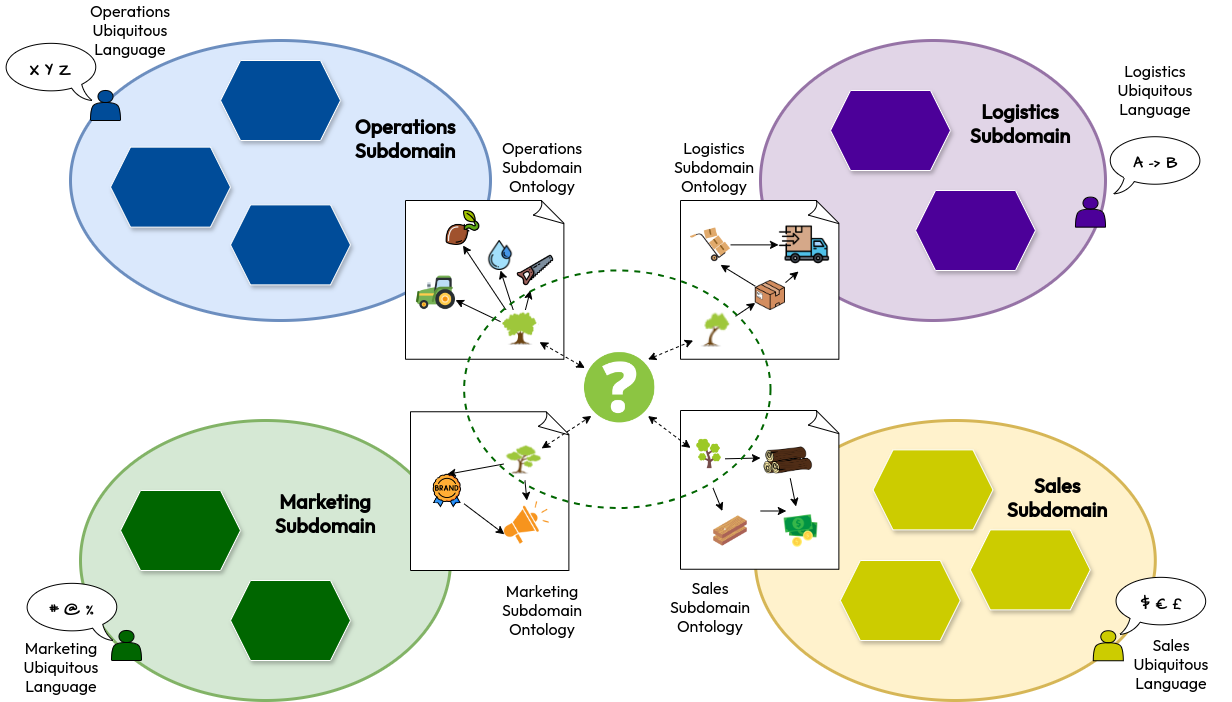 Operations
Ubiquitous
Language
X Y Z
Operations
Subdomain
Operations
Subdomain
Ontology
Logistics
Subdomain
Ontology
Logistics
Subdomain
Logistics
Ubiquitous
Language
A -> B
?
Marketing
Subdomain
BRAND
Marketing
Subdomain
Ontology
# @ %
Marketing
Ubiquitous
Language
$
Sales
Subdomain
Ontology
Sales
Subdomain
$ € £
Sales
Ubiquitous
Language